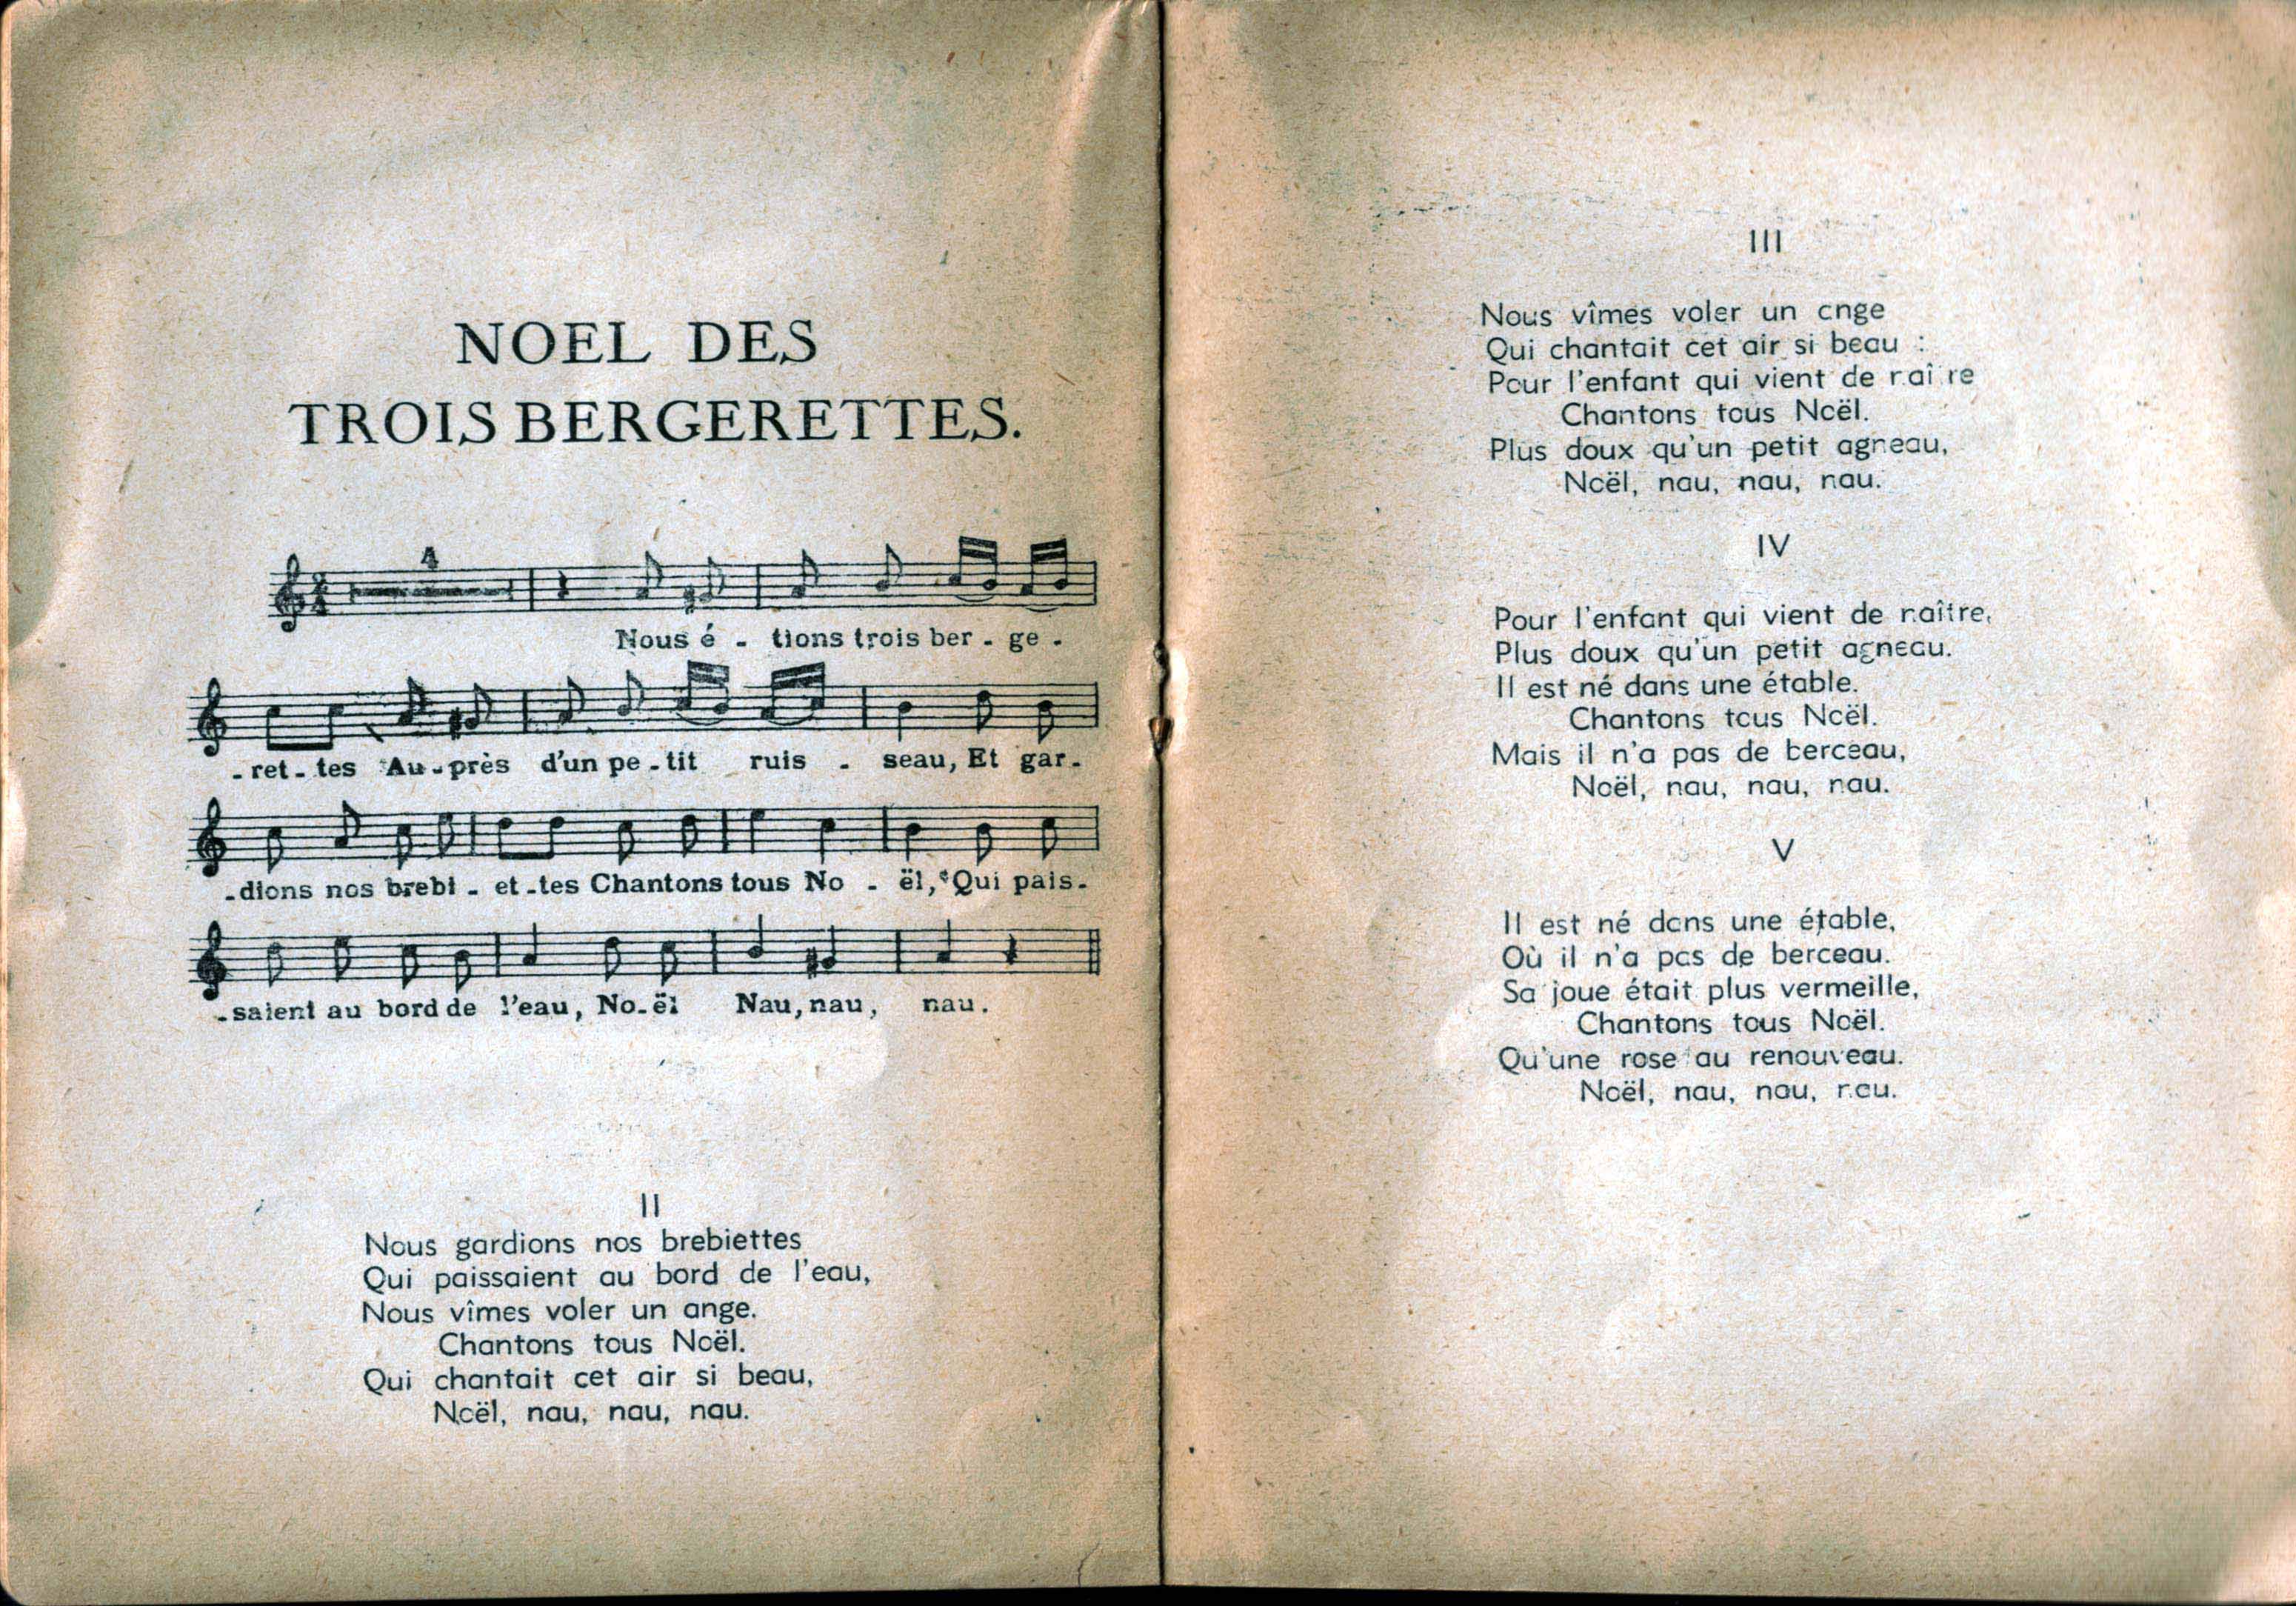 NOEL DES
TROIS BERGERETTES.
4
Nous é - tions trois ber - ge -
- ret - tes Au - près d'un pe - tit ruis - seau, Et gar -
- dions nos brebi - et - tes Chantons tous No - ël, Qui pais -
- saient au bord de l'eau, No - ël Nau, nau, nau.
II
Nous gardions nos brebiettes
Qui paissaient au bord de l'eau,
Nous vîmes voler un ange.
Chantons tous Noël.
Qui chantait cet air si beau,
Noël, nau, nau, nau.
III
Nous vîmes voler un ange
Qui chantait cet air si beau :
Pour l'enfant qui vient de naître
Chantons tous Noël.
Plus doux qu'un petit agneau,
Noël, nau, nau, nau.
IV
Pour l'enfant qui vient de naître,
Plus doux qu'un petit agneau.
Il est né dans une étable.
Chantons tous Noël.
Mais il n'a pas de berceau,
Noël, nau, nau, nau.
V
Il est né dans une étable,
Où il n'a pas de berceau.
Sa joue était plus vermeille,
Chantons tous Noël.
Qu'une rose au renouveau.
Noël, nau, nau, nau.